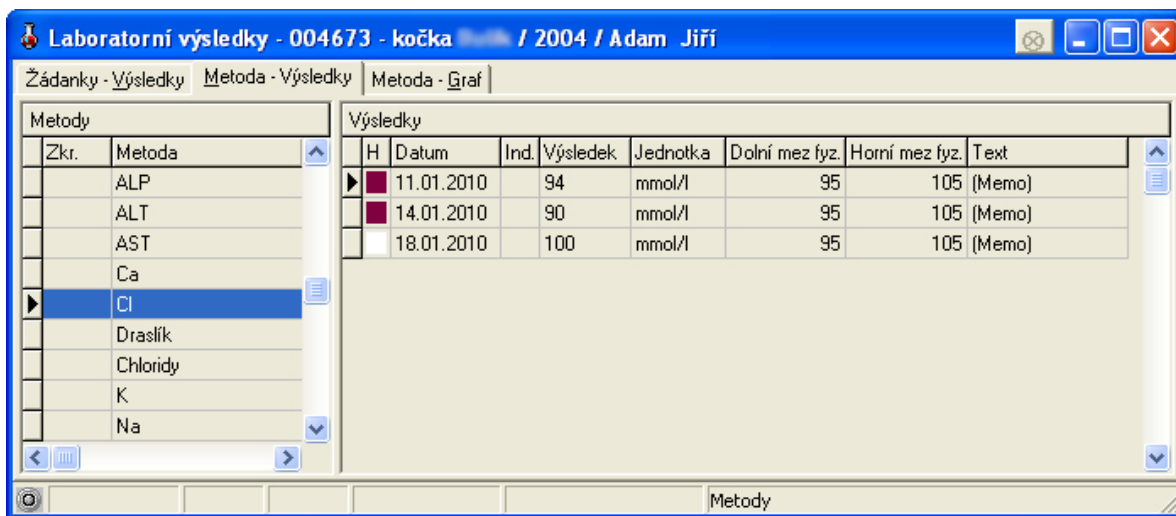 Laboratorní výsledky - 004673 - kočka / 2004 / Adam Jiří
Žádanky - Výsledky Metoda - Výsledky Metoda - Graf
Metody Výsledky
Zkr. Metoda H Datum Ind. Výsledek Jednotka Dolní mez fyz. Horní mez fyz. Text
ALP 11.01.2010 94 mmol/l 95 105 (Memo)
ALT 14.01.2010 90 mmol/l 95 105 (Memo)
AST 18.01.2010 100 mmol/l 95 105 (Memo)
Ca
Cl
Draslík
Chloridy
K
Na
Metody